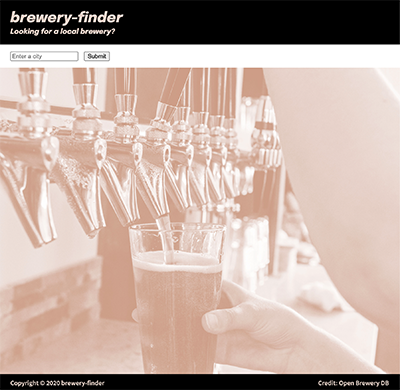 brewery-finder
Looking for a local brewery?
Enter a city Submit
Copyright © 2020 brewery-finder Credit: Open Brewery DB